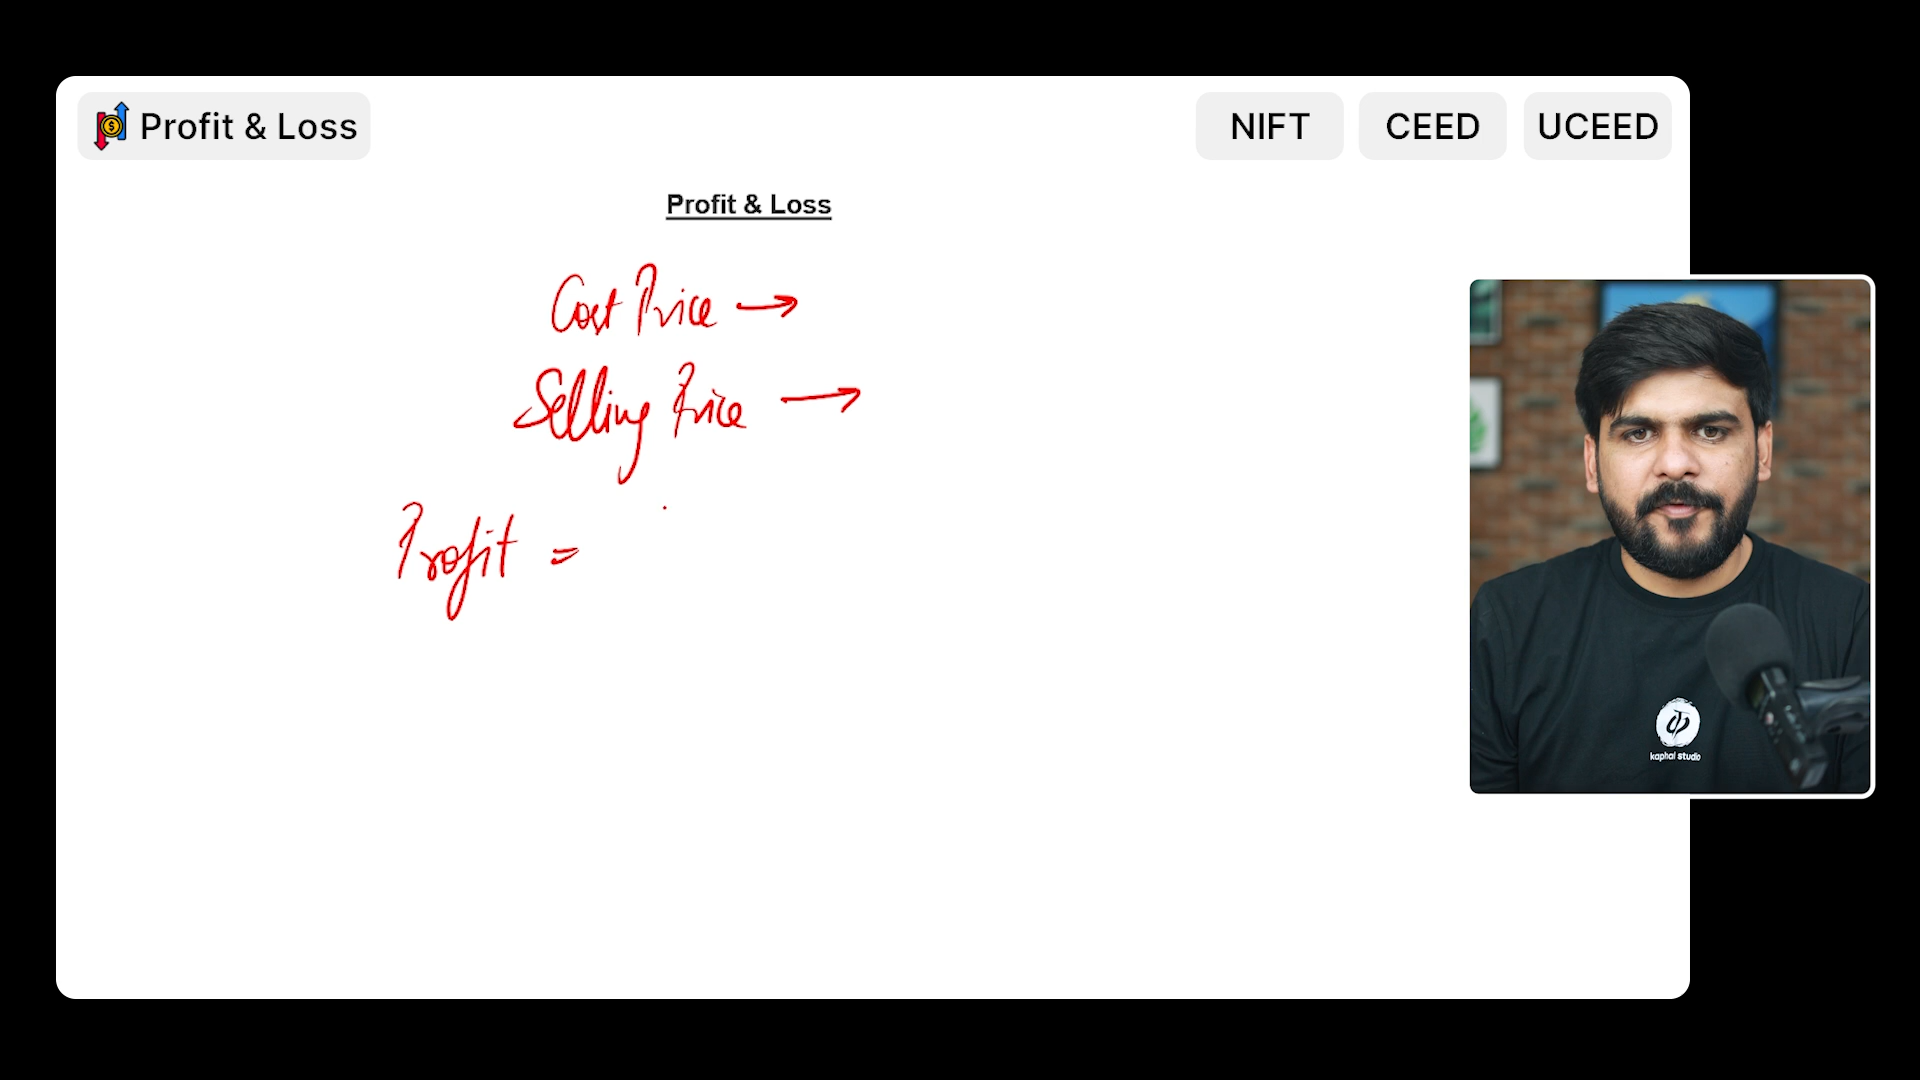 Profit & Loss
NIFT
CEED
UCEED
Profit & Loss
Cost Price →
Selling Price →
Profit =
kaphal studio